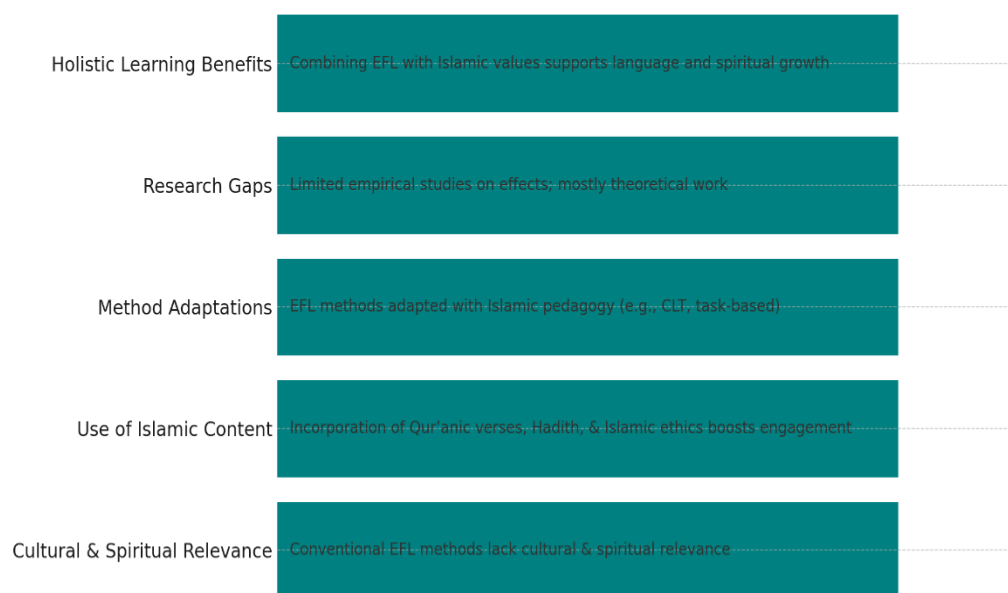 Holistic Learning Benefits Combining EFL with Islamic values supports language and spiritual growth
Research Gaps Limited empirical studies on effects; mostly theoretical work
Method Adaptations EFL methods adapted with Islamic pedagogy (e.g., CLT, task-based)
Use of Islamic Content Incorporation of Qur'anic verses, Hadith, & Islamic ethics boosts engagement
Cultural & Spiritual Relevance Conventional EFL methods lack cultural & spiritual relevance